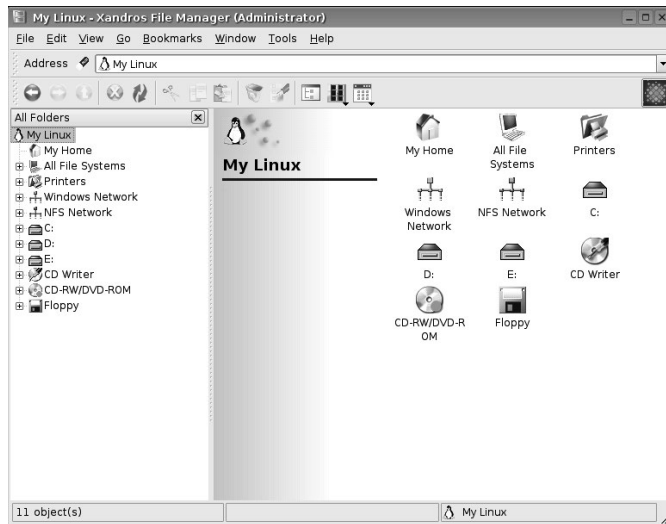 My Linux - Xandros File Manager (Administrator)
File Edit View Go Bookmarks Window Tools Help
Address My Linux
All Folders
My Linux
My Home
All File Systems
Printers
Windows Network
NFS Network
C:
D:
E:
CD Writer
CD-RW/DVD-ROM
Floppy
My Linux
My Home
All File
Systems
Printers
Windows
Network
NFS Network
C:
D:
E:
CD Writer
CD-RW/DVD-R
OM
Floppy
11 object(s)
My Linux